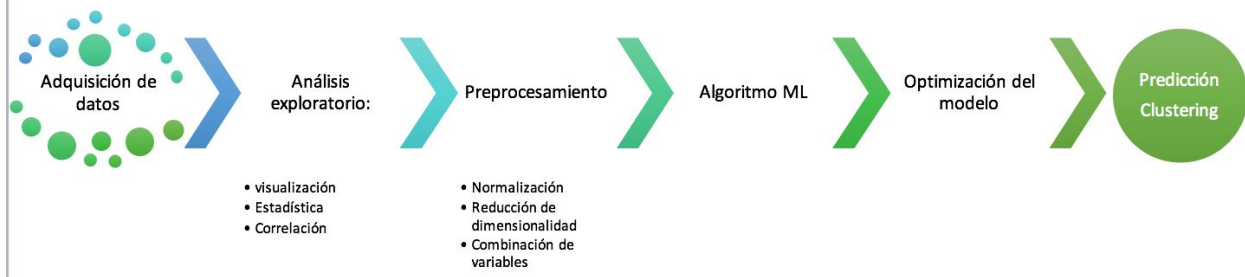 Adquisición de
datos
Análisis
exploratorio:
• visualización
• Estadística
• Correlación
Preprocesamiento
• Normalización
• Reducción de
dimensionalidad
• Combinación de
variables
Algoritmo ML
Optimización del
modelo
Predicción
Clustering